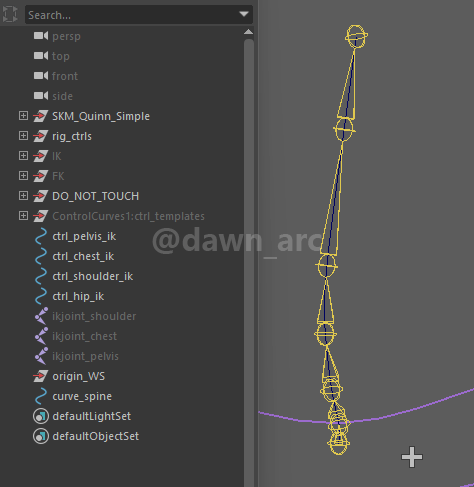 Search...
persp
top
front
side
SKM_Quinn_Simple
rig_ctrls
IK
FK
DO_NOT_TOUCH
ControlCurves1:ctrl_templates
ctrl_pelvis_ik
@dawn_arc
ctrl_chest_ik
ctrl_shoulder_ik
ctrl_hip_ik
ikjoint_shoulder
ikjoint_chest
ikjoint_pelvis
origin_WS
curve_spine
defaultLightSet
defaultObjectSet